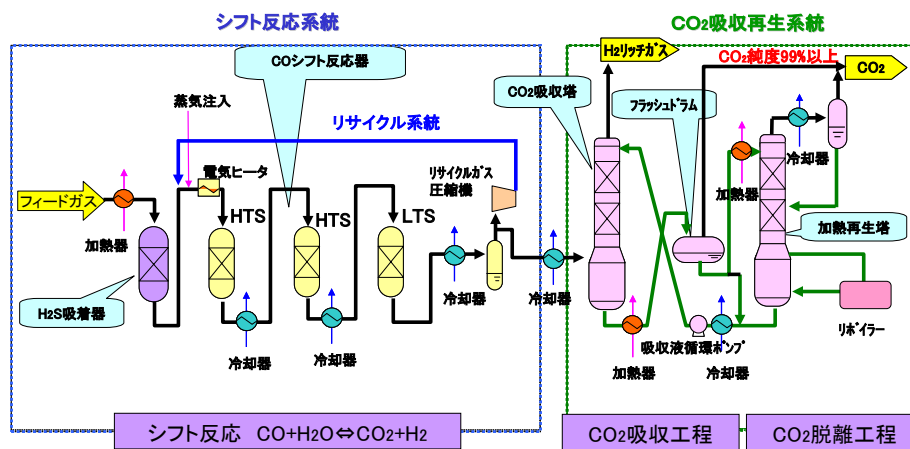 シフト反応系統
CO2吸収再生系統
COシフト反応器
H2リッチガス
CO2純度99%以上
CO2
CO2吸収塔
フラッシュドラム
蒸気注入
リサイクル系統
電気ヒータ
リサイクルガス
圧縮機
冷却器
加熱器
フィードガス
HTS
HTS
LTS
加熱器
加熱再生塔
H2S吸着器
冷却器
冷却器
冷却器
冷却器
リボイラー
吸収液循環ポンプ
加熱器
冷却器
シフト反応 CO+H2O⇔CO2+H2
CO2吸収工程
CO2脱離工程